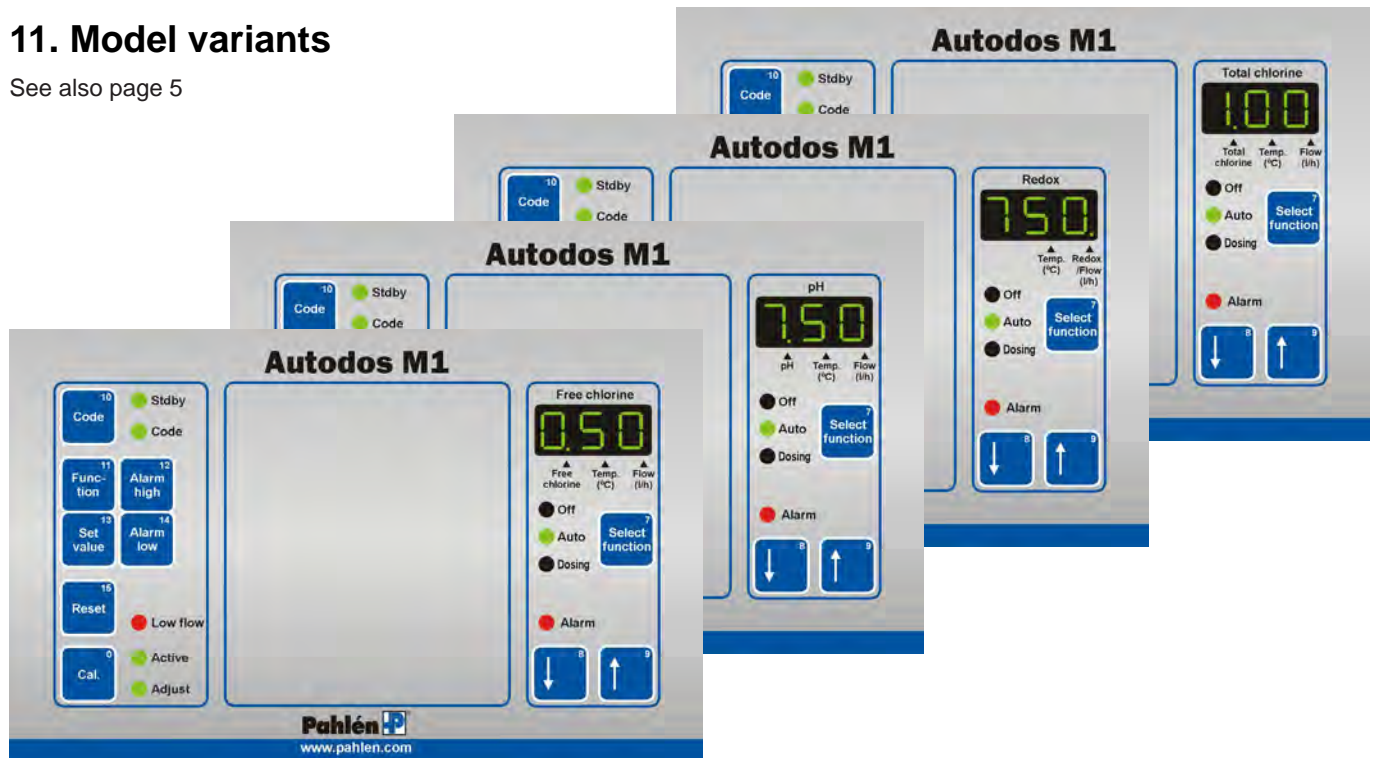 11. Model variants
See also page 5
Autodos M1
10
Code
Stdby
Code
Total chlorine
1.00
Total chlorine
Temp. (ºC)
Flow (l/h)
Off
Auto
Dosing
7
Select function
Alarm
8
9
Autodos M1
10
Code
Stdby
Code
Redox
750.
Temp. (ºC)
Redox /Flow (l/h)
Off
Auto
Dosing
7
Select function
Alarm
8
9
Autodos M1
10
Code
Stdby
Code
pH
7.50
pH
Temp. (ºC)
Flow (l/h)
Off
Auto
Dosing
7
Select function
Alarm
8
9
Autodos M1
10
Code
Stdby
Code
11
Func-
tion
12
Alarm
high
13
Set
value
14
Alarm
low
15
Reset
Low flow
0
Cal.
Active
Adjust
Free chlorine
0.50
Free chlorine
Temp. (ºC)
Flow (l/h)
Off
Auto
Dosing
7
Select function
Alarm
8
9
Pahlén P
www.pahlen.com